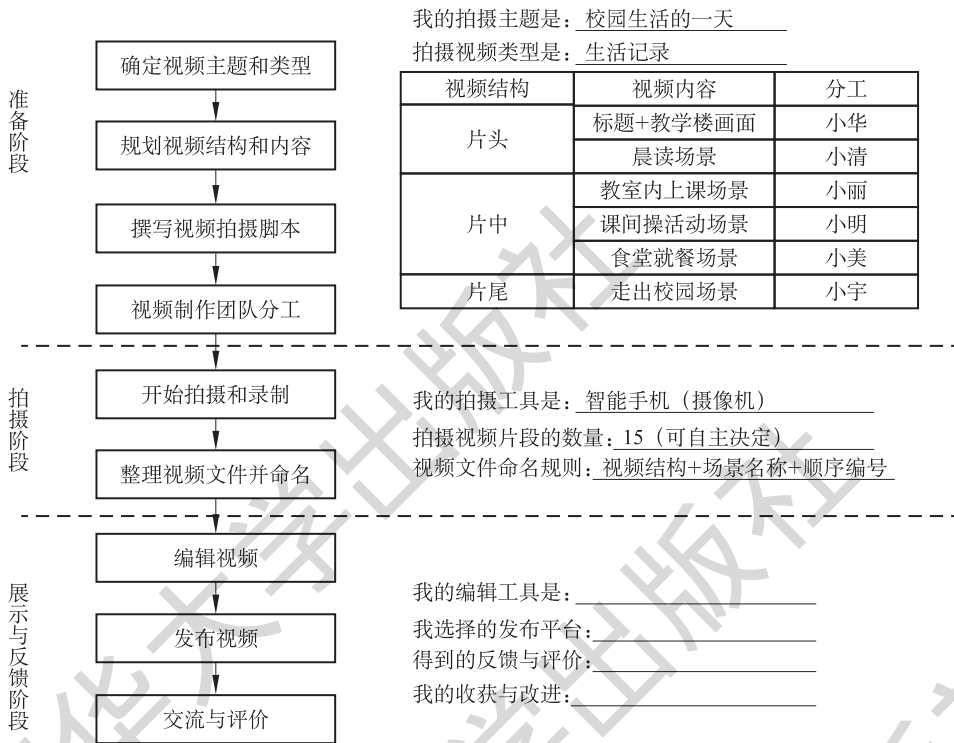 我的拍摄主题是：校园生活的一天
拍摄视频类型是：生活记录
准备阶段
确定视频主题和类型
规划视频结构和内容
撰写视频拍摄脚本
视频制作团队分工
视频结构 视频内容 分工
片头 标题+教学楼画面 小华
晨读场景 小清
片中 教室内上课场景 小丽
课间操活动场景 小明
食堂就餐场景 小美
片尾 走出校园场景 小宇
拍摄阶段
开始拍摄和录制
整理视频文件并命名
我的拍摄工具是：智能手机（摄像机）
拍摄视频片段的数量：15（可自主决定）
视频文件命名规则：视频结构+场景名称+顺序编号
展示与反馈阶段
编辑视频
发布视频
交流与评价
我的编辑工具是：
我选择的发布平台：
得到的反馈与评价：
我的收获与改进：
华大学出版社
出版社